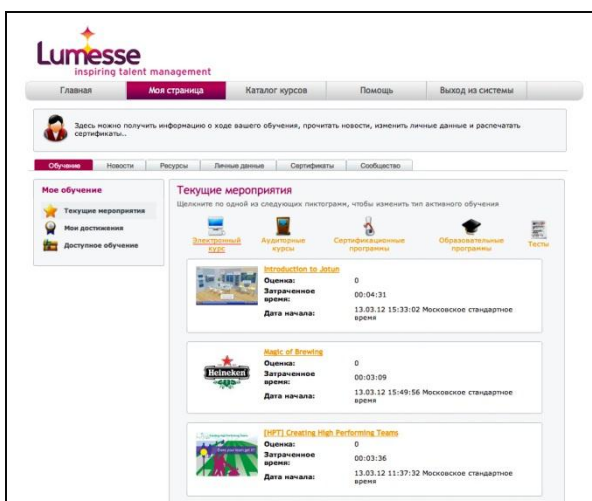 Lumesse
inspiring talent management
Главная Моя страница Каталог курсов Помощь Выход из системы
Здесь можно получить информацию о ходе вашего обучения, прочитать новости, изменить личные данные и распечатать
сертификаты..
Обучение Новости Ресурсы Личные данные Сертификаты Сообщество
Мое обучение
Текущие мероприятия
Мои достижения
Доступное обучение
Текущие мероприятия
Щелкните по одной из следующих пиктограмм, чтобы изменить тип активного обучения
Электронный Аудиторные Сертификационные Образовательные Тесты
курс курсы программы программы
Introduction to Jotun
Оценка: 0
Затраченное 00:04:31
время:
Дата начала: 13.03.12 15:33:02 Московское стандартное
время
Heineken
Magic of Brewing
Оценка: 0
Затраченное 00:03:09
время:
Дата начала: 13.03.12 15:49:56 Московское стандартное
время
[HPT] Creating High Performing Teams
Оценка: 0
Затраченное 00:03:36
время:
Дата начала: 13.03.12 11:37:32 Московское стандартное
время